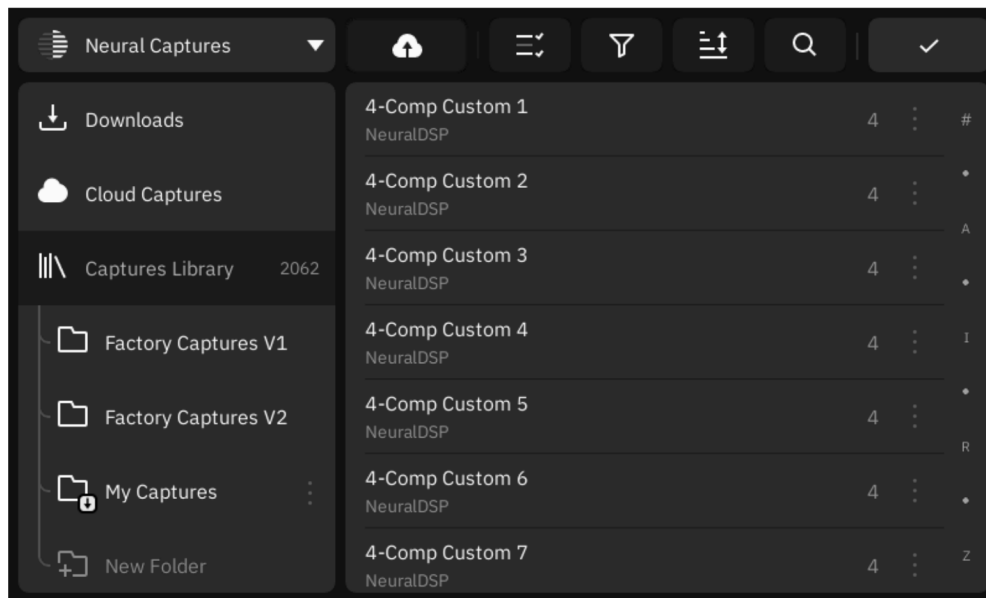 Neural Captures
Downloads
Cloud Captures
Captures Library 2062
Factory Captures V1
Factory Captures V2
My Captures
New Folder
4-Comp Custom 1 4
NeuralDSP
4-Comp Custom 2 4
NeuralDSP
4-Comp Custom 3 4
NeuralDSP
4-Comp Custom 4 4
NeuralDSP
4-Comp Custom 5 4
NeuralDSP
4-Comp Custom 6 4
NeuralDSP
4-Comp Custom 7 4
NeuralDSP
#
A
I
R
Z